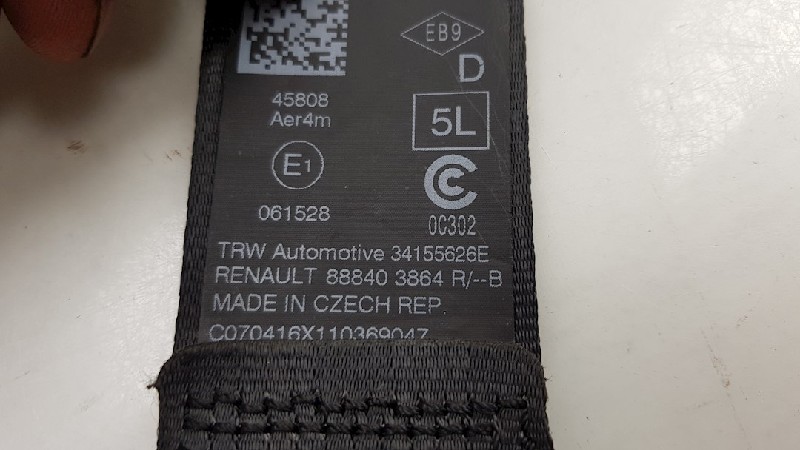 EB9
D
45808
Aer4m
5L
E1
061528
0C302
TRW Automotive 34155626E
RENAULT 88840 3864 R/--B
MADE IN CZECH REP
C070416X110369047